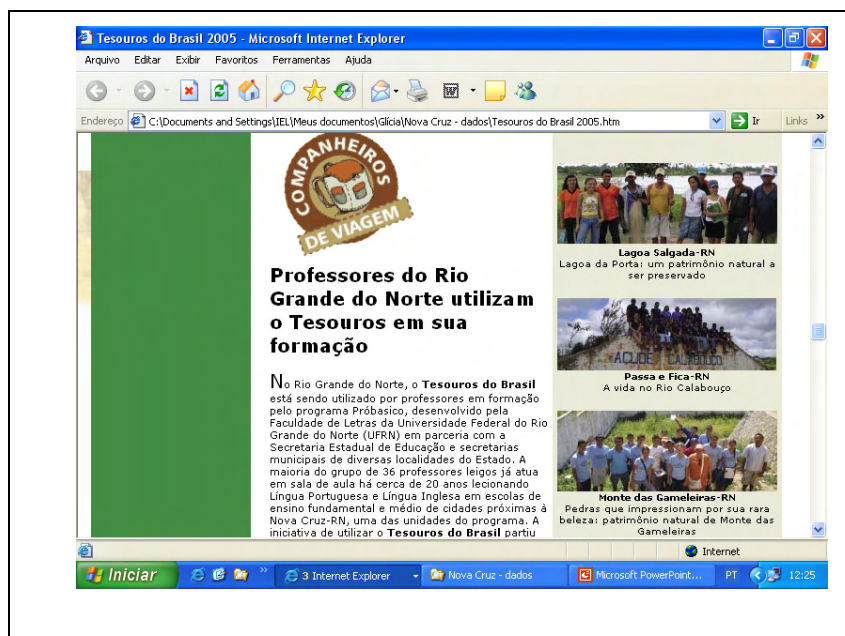 Tesouros do Brasil 2005 - Microsoft Internet Explorer
Arquivo Editar Exibir Favoritos Ferramentas Ajuda
Endereço C:\Documents and Settings\IEL\Meus documentos\Glícia\Nova Cruz - dados\Tesouros do Brasil 2005.htm Ir Links »
COMPANHEIROS
DE VIAGEM
Professores do Rio
Grande do Norte utilizam
o Tesouros em sua
formação
No Rio Grande do Norte, o Tesouros do Brasil
está sendo utilizado por professores em formação
pelo programa Próbasico, desenvolvido pela
Faculdade de Letras da Universidade Federal do Rio
Grande do Norte (UFRN) em parceria com a
Secretaria Estadual de Educação e secretarias
municipais de diversas localidades do Estado. A
maioria do grupo de 36 professores leigos já atua
em sala de aula há cerca de 20 anos lecionando
Língua Portuguesa e Língua Inglesa em escolas de
ensino fundamental e médio de cidades próximas à
Nova Cruz-RN, uma das unidades do programa. A
iniciativa de utilizar o Tesouros do Brasil partiu
Lagoa Salgada-RN
Lagoa da Porta: um patrimônio natural a
ser preservado
AÇUDE CALABOUÇO
Passa e Fica-RN
A vida no Rio Calabouço
Monte das Gameleiras-RN
Pedras que impressionam por sua rara
beleza: patrimônio natural de Monte das
Gameleiras
Internet
Iniciar » 3 Internet Explorer Nova Cruz - dados Microsoft PowerPoint... PT 12:25